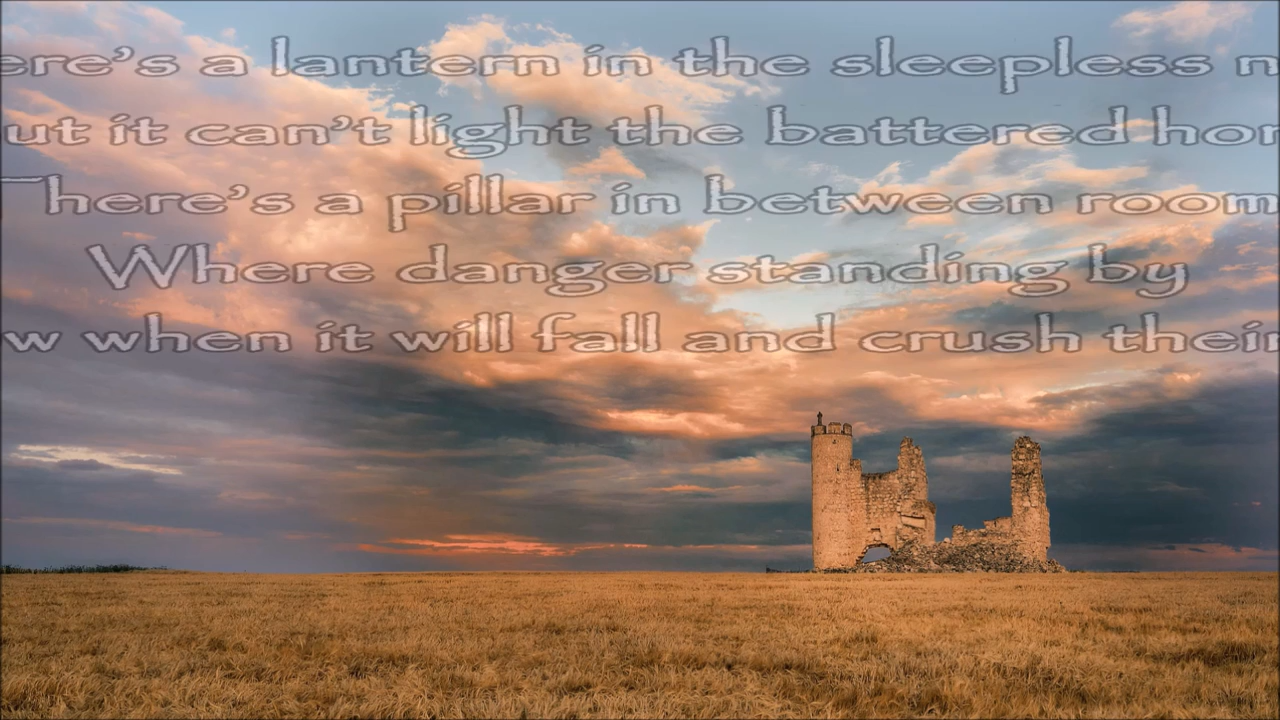 ere's a lantern in the sleepless n
ut it can't light the battered hor
There's a pillar in between room
Where danger standing by
w when it will fall and crush their